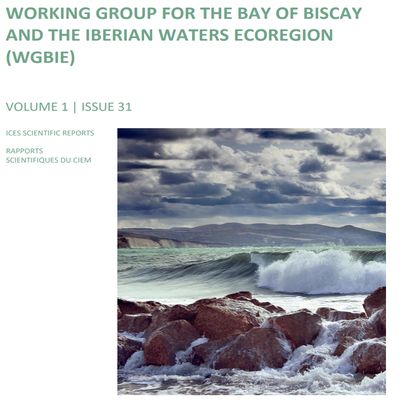 WORKING GROUP FOR THE BAY OF BISCAY
AND THE IBERIAN WATERS ECOREGION
(WGBIE)
VOLUME 1 | ISSUE 31
ICES SCIENTIFIC REPORTS
RAPPORTS
SCIENTIFIQUES DU CIEM